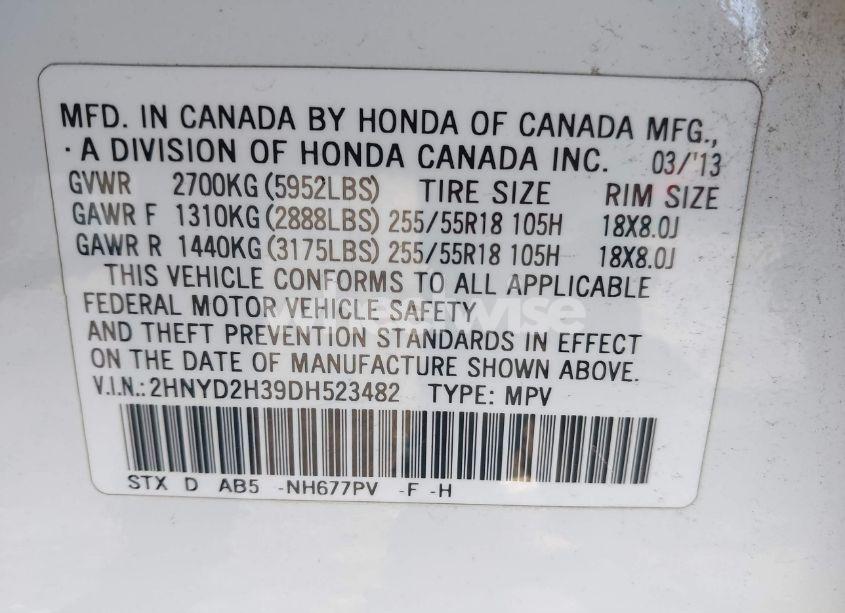 MFD. IN CANADA BY HONDA OF CANADA MFG.,
· A DIVISION OF HONDA CANADA INC. 03/'13
GVWR 2700KG (5952LBS) TIRE SIZE RIM SIZE
GAWR F 1310KG (2888LBS) 255/55R18 105H 18X8.0J
GAWR R 1440KG (3175LBS) 255/55R18 105H 18X8.0J
THIS VEHICLE CONFORMS TO ALL APPLICABLE
FEDERAL MOTOR VEHICLE SAFETY
AND THEFT PREVENTION STANDARDS IN EFFECT
ON THE DATE OF MANUFACTURE SHOWN ABOVE.
V.I.N.: 2HNYD2H39DH523482 TYPE: MPV
STX D AB5 -NH677PV -F -H